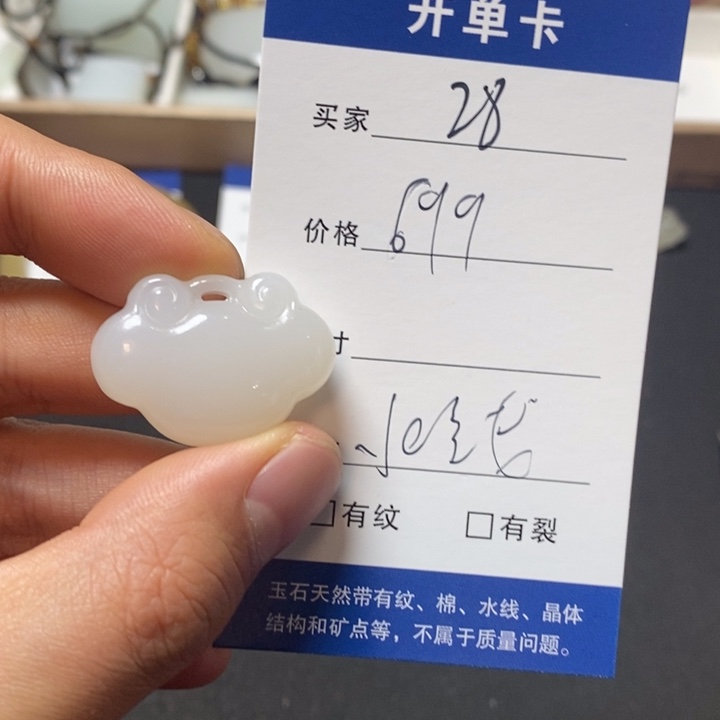 开单卡
买家 28
价格 699
寸
□有纹 □有裂
玉石天然带有纹、棉、水线、晶体
结构和矿点等，不属于质量问题。